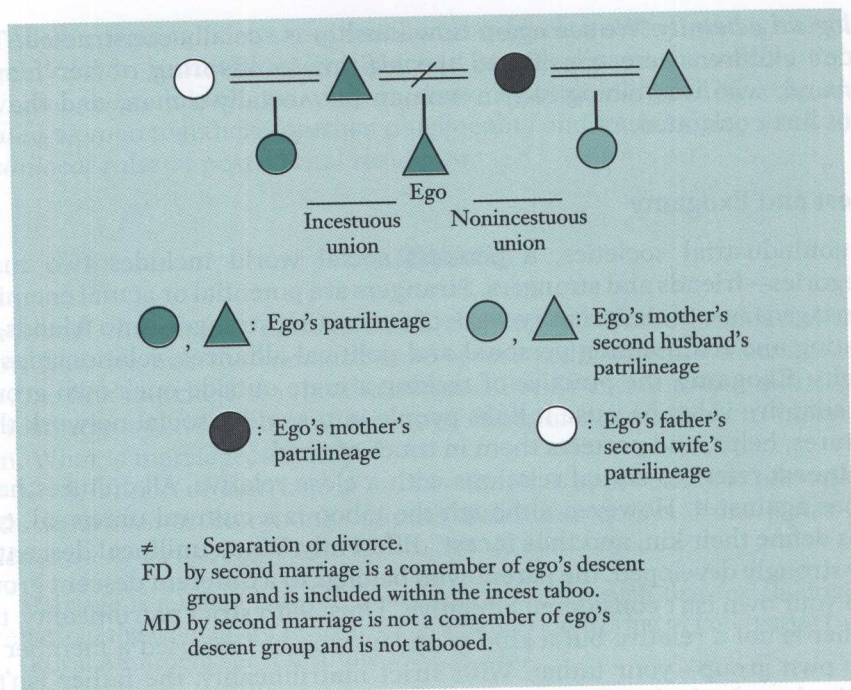 Ego
Incestuous Nonincestuous
union union
, : Ego's patrilineage
, : Ego's mother's
second husband's
patrilineage
: Ego's mother's
patrilineage
: Ego's father's
second wife's
patrilineage
≠ : Separation or divorce.
FD by second marriage is a comember of ego's descent
group and is included within the incest taboo.
MD by second marriage is not a comember of ego's
descent group and is not tabooed.